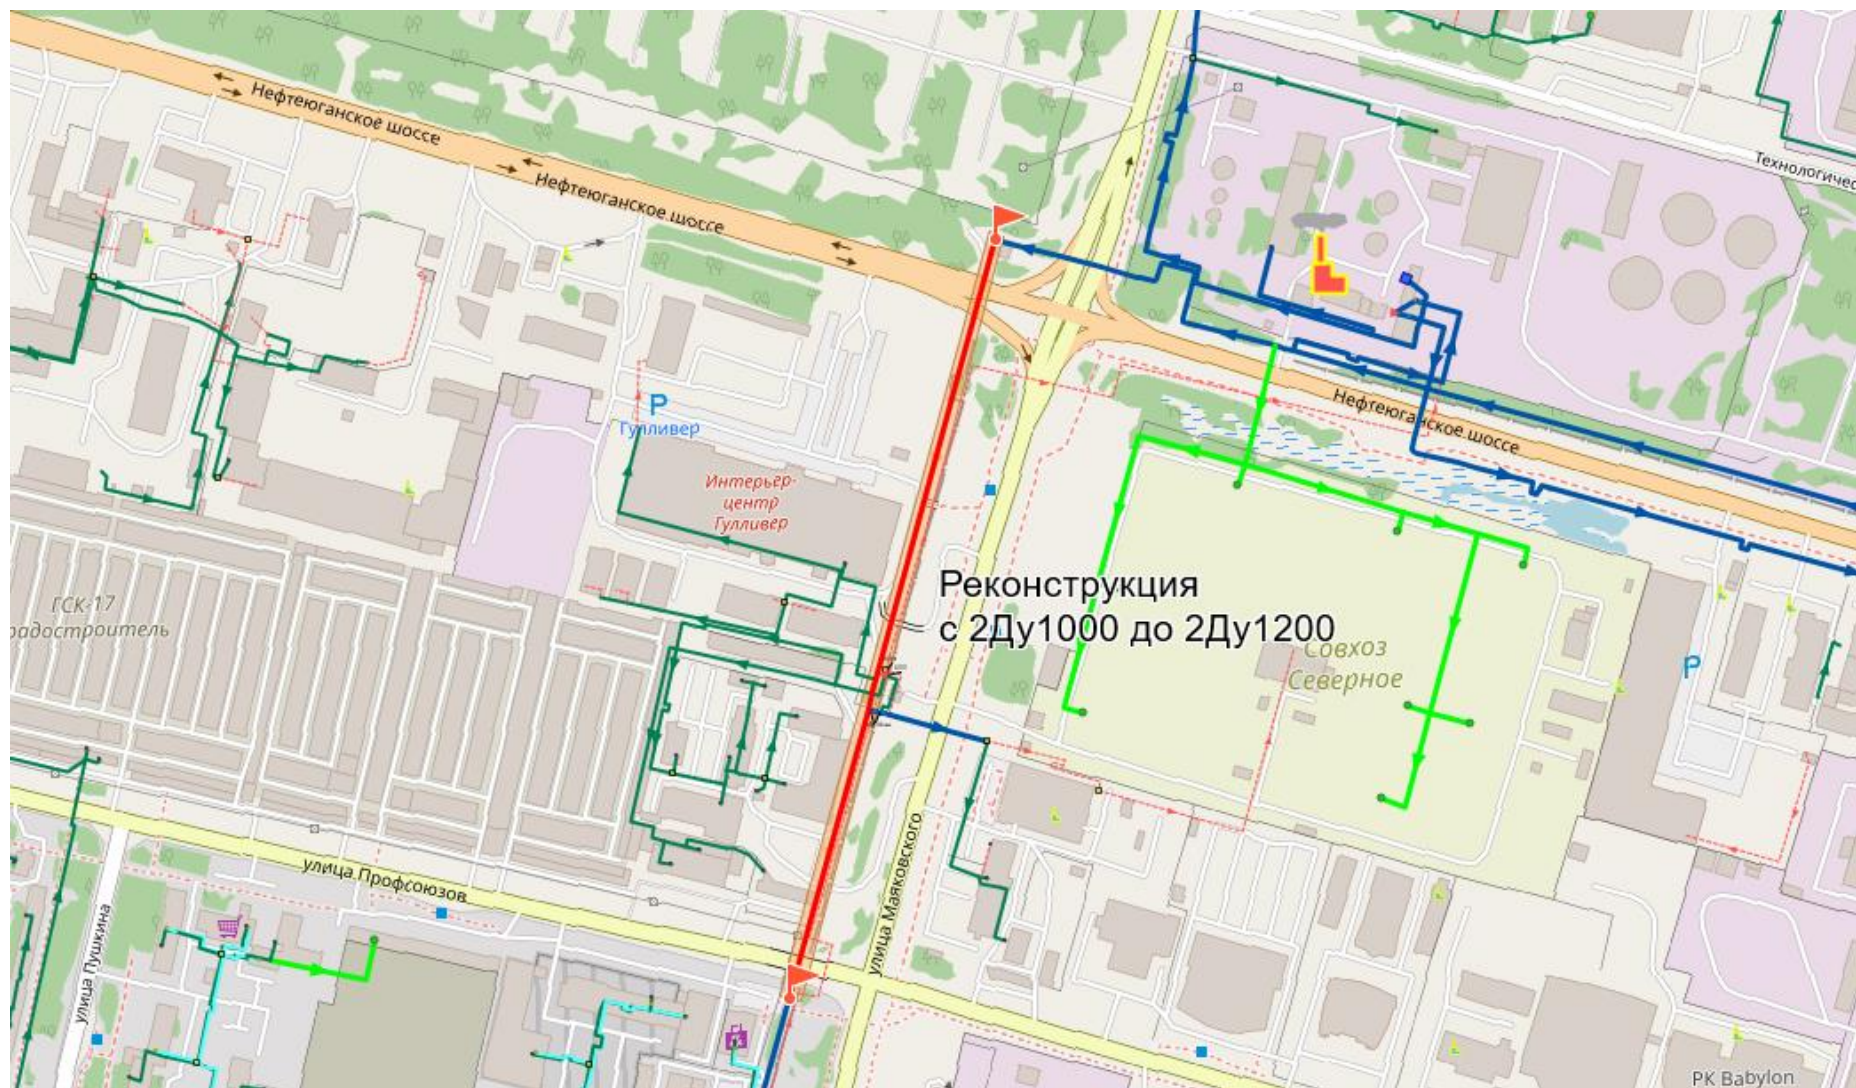 Нефтеюганское шоссе
Нефтеюганское шоссе
Технологичес
P
Гулливер
Нефтеюганское шоссе
Интерьер-
центр
Гулливер
Реконструкция
с 2Ду1000 до 2Ду1200
ГСК-17
радостроитель
Совхоз
Северное
P
улица Маяковского
улица Профсоюзов
улица Пушкина
РК Babylon